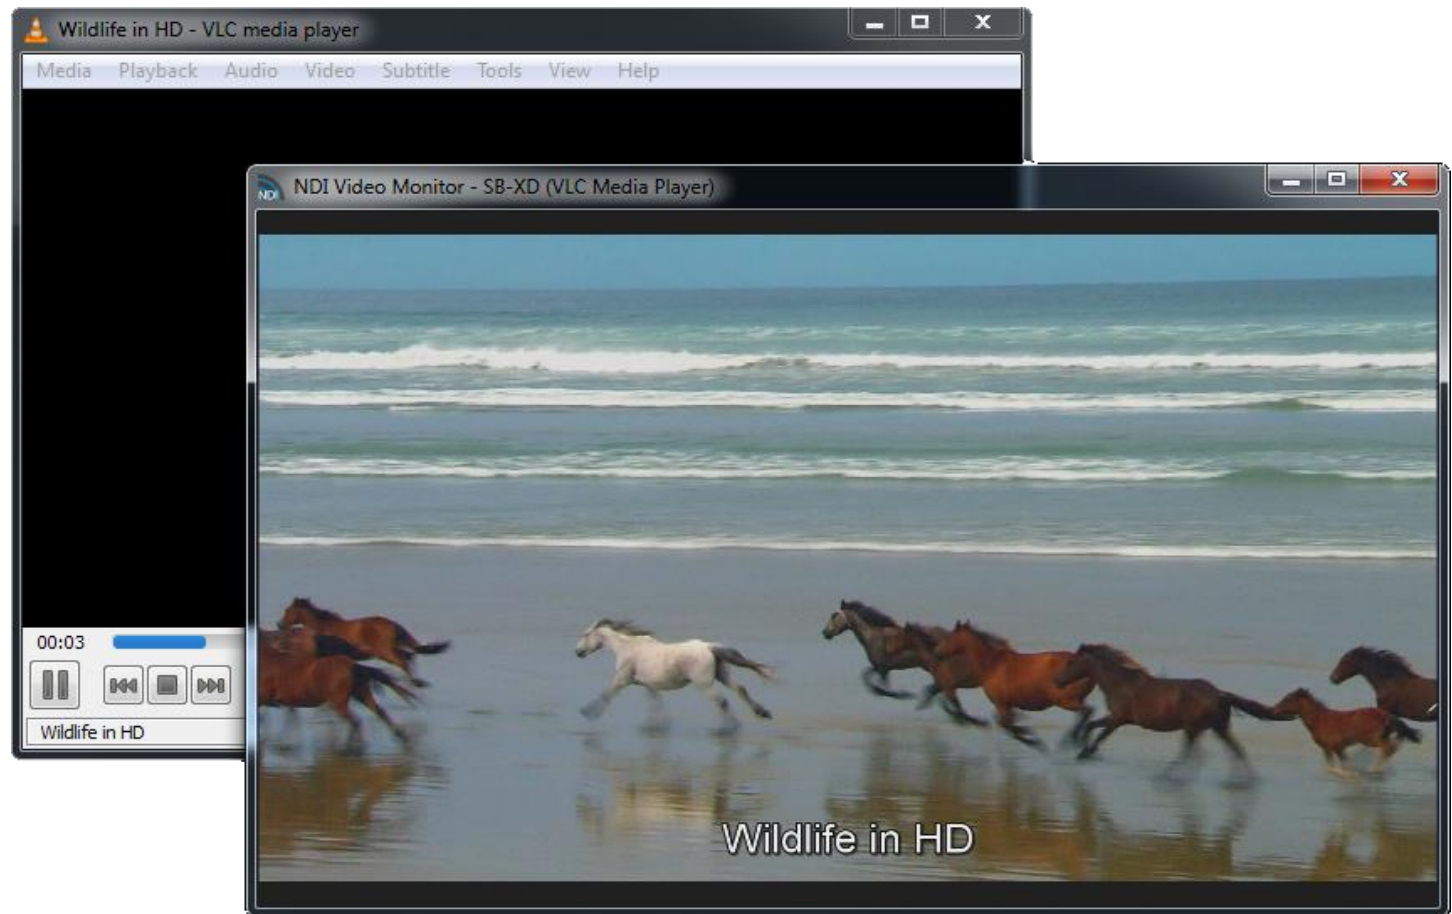 Wildlife in HD - VLC media player
Media Playback Audio Video Subtitle Tools View Help
NDI NDI Video Monitor - SB-XD (VLC Media Player)
00:03
Wildlife in HD
Wildlife in HD